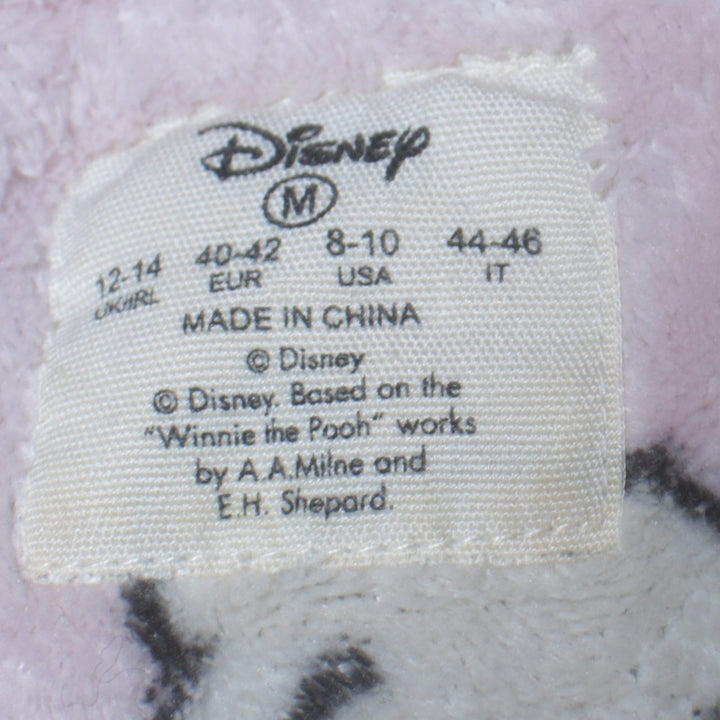 Disney
M
12-14 40-42 8-10 44-46
UK/IRL EUR USA IT
MADE IN CHINA
© Disney
© Disney. Based on the
"Winnie the Pooh" works
by A.A.Milne and
E.H. Shepard.